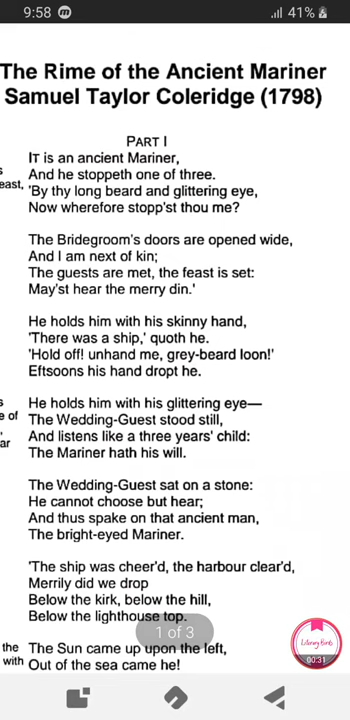 9:58 m 41%
The Rime of the Ancient Mariner
Samuel Taylor Coleridge (1798)
PART I
IT is an ancient Mariner,
s And he stoppeth one of three.
east, 'By thy long beard and glittering eye,
Now wherefore stopp'st thou me?
The Bridegroom's doors are opened wide,
And I am next of kin;
The guests are met, the feast is set:
May'st hear the merry din.'
He holds him with his skinny hand,
'There was a ship,' quoth he.
'Hold off! unhand me, grey-beard loon!'
Eftsoons his hand dropt he.
s He holds him with his glittering eye—
e of The Wedding-Guest stood still,
, And listens like a three years' child:
ar The Mariner hath his will.
The Wedding-Guest sat on a stone:
He cannot choose but hear;
And thus spake on that ancient man,
The bright-eyed Mariner.
'The ship was cheer'd, the harbour clear'd,
Merrily did we drop
Below the kirk, below the hill,
Below the lighthouse top.
1 of 3
the The Sun came up upon the left,
with Out of the sea came he!
Literary Birds
00:31